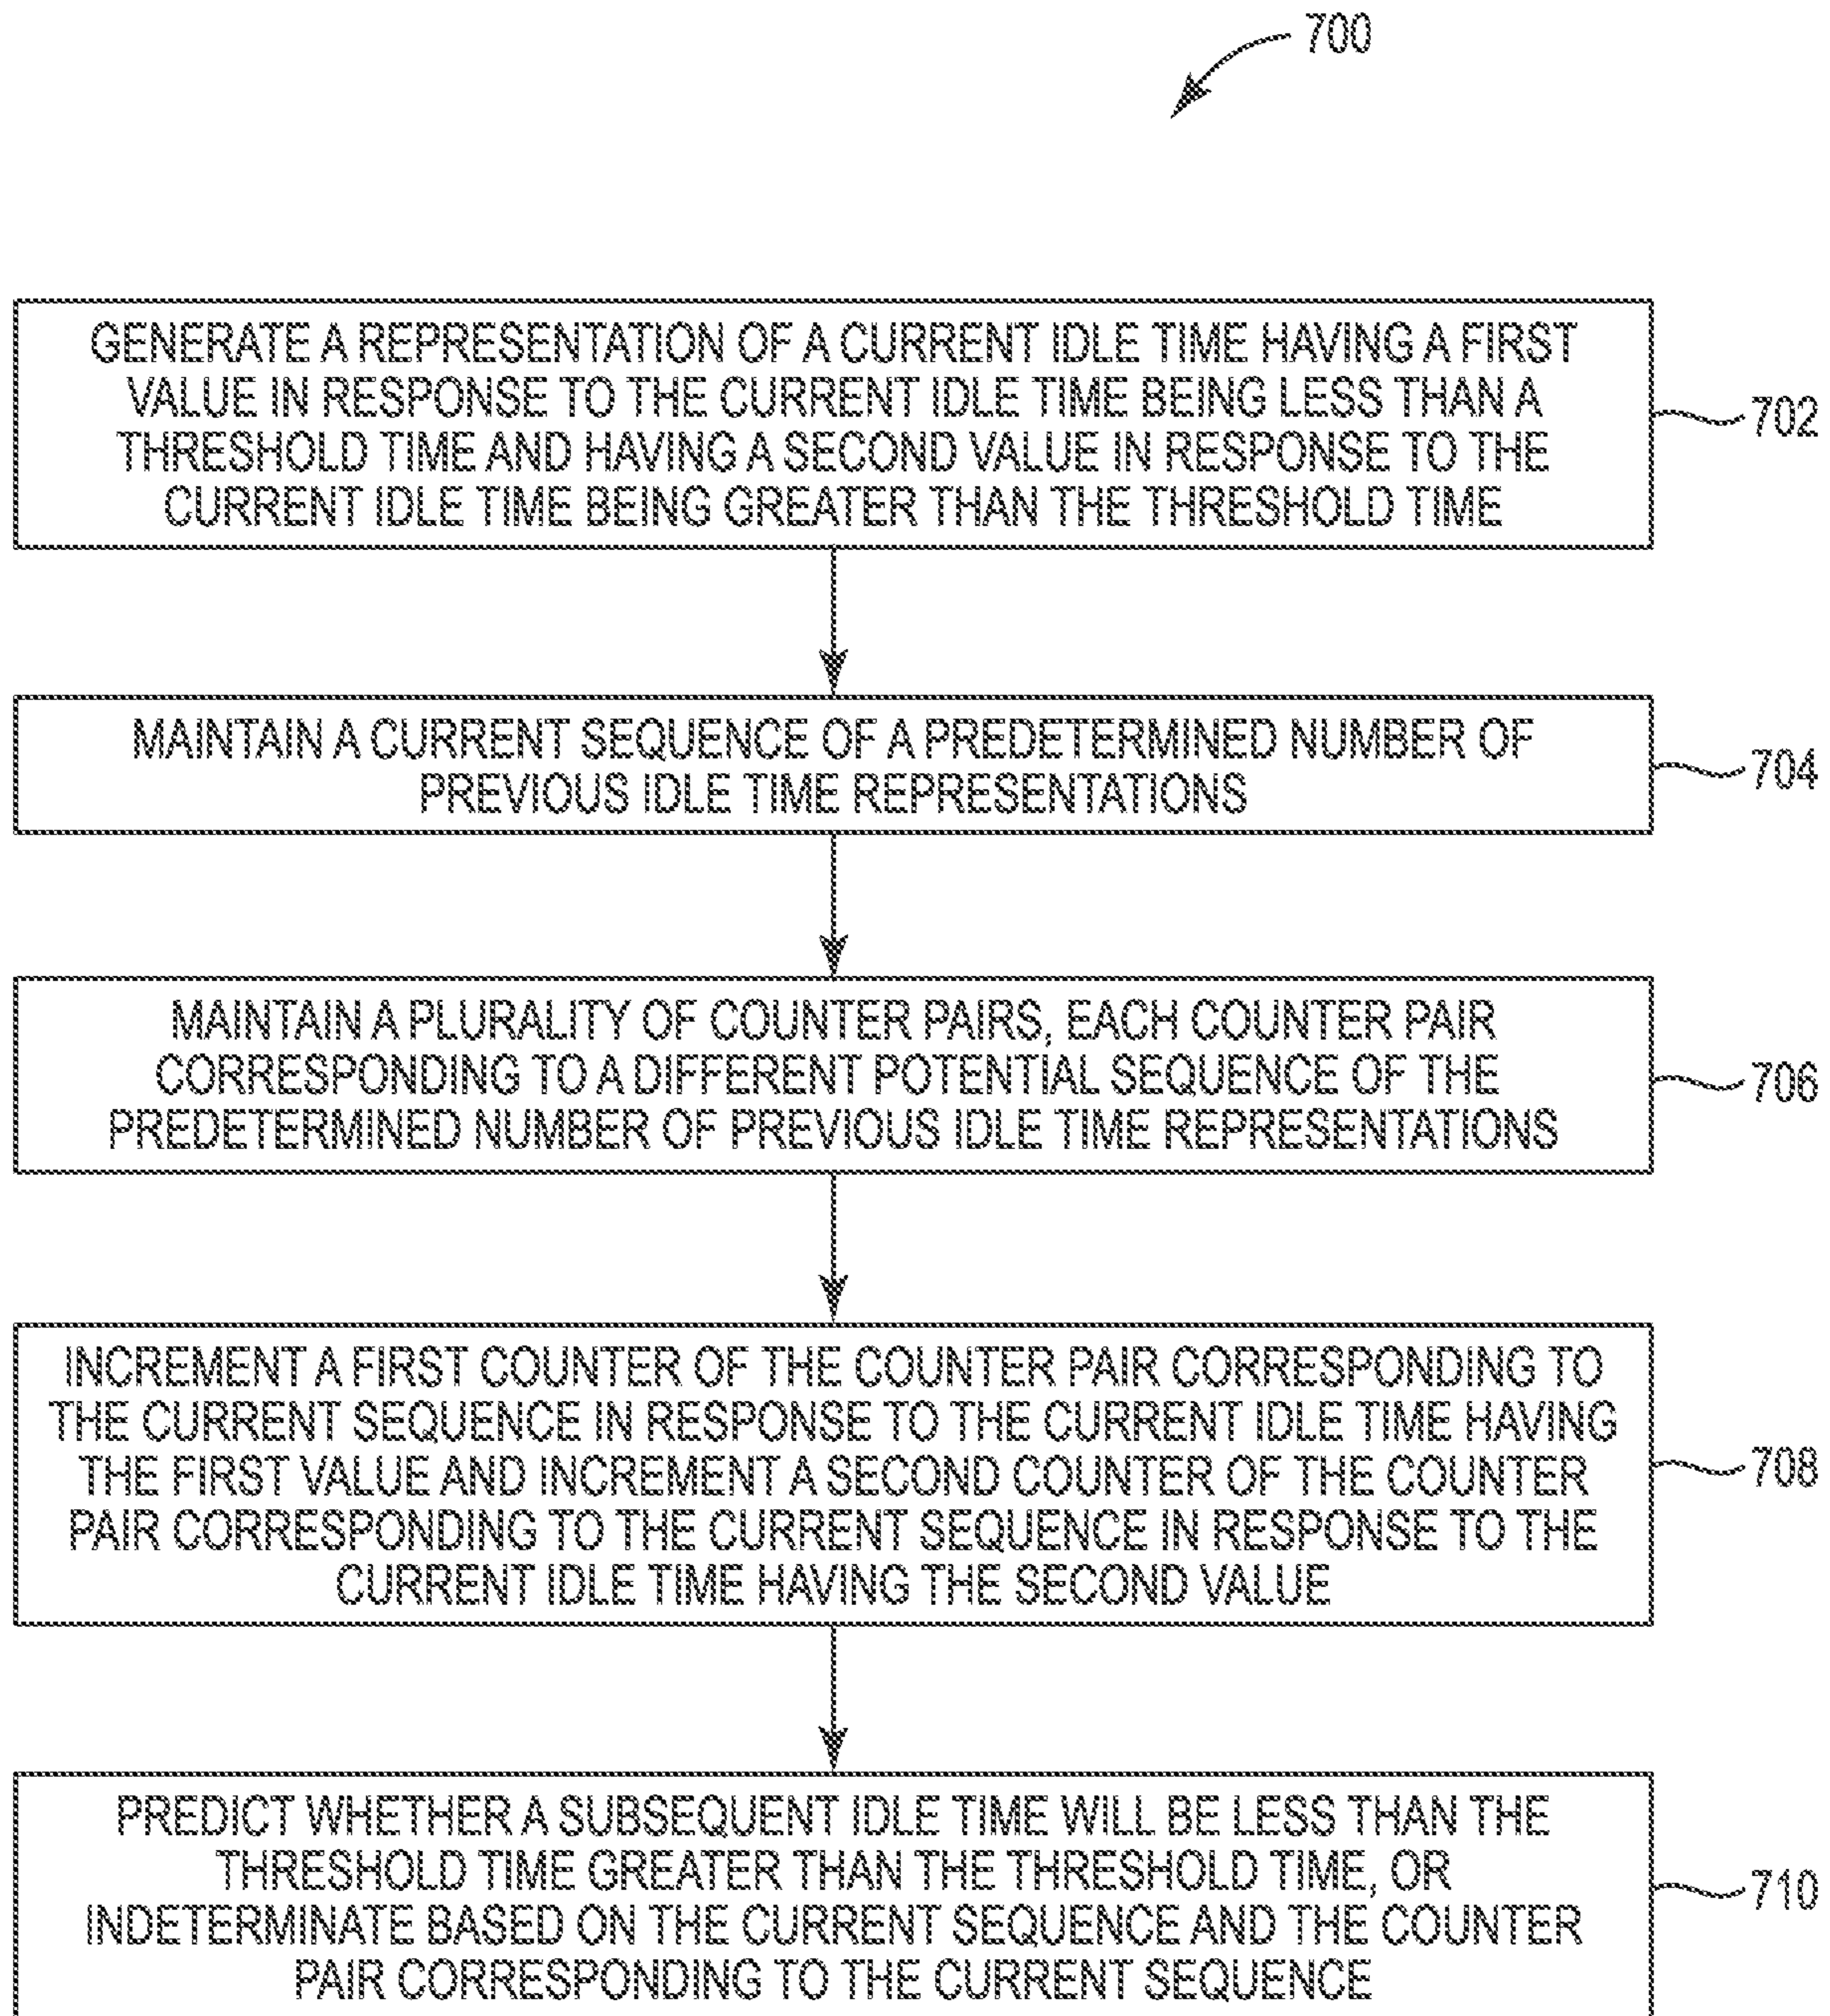 700
GENERATE A REPRESENTATION OF A CURRENT IDLE TIME HAVING A FIRST
VALUE IN RESPONSE TO THE CURRENT IDLE TIME BEING LESS THAN A
THRESHOLD TIME AND HAVING A SECOND VALUE IN RESPONSE TO THE
CURRENT IDLE TIME BEING GREATER THAN THE THRESHOLD TIME
702
MAINTAIN A CURRENT SEQUENCE OF A PREDETERMINED NUMBER OF
PREVIOUS IDLE TIME REPRESENTATIONS
704
MAINTAIN A PLURALITY OF COUNTER PAIRS, EACH COUNTER PAIR
CORRESPONDING TO A DIFFERENT POTENTIAL SEQUENCE OF THE
PREDETERMINED NUMBER OF PREVIOUS IDLE TIME REPRESENTATIONS
706
INCREMENT A FIRST COUNTER OF THE COUNTER PAIR CORRESPONDING TO
THE CURRENT SEQUENCE IN RESPONSE TO THE CURRENT IDLE TIME HAVING
THE FIRST VALUE AND INCREMENT A SECOND COUNTER OF THE COUNTER
PAIR CORRESPONDING TO THE CURRENT SEQUENCE IN RESPONSE TO THE
CURRENT IDLE TIME HAVING THE SECOND VALUE
708
PREDICT WHETHER A SUBSEQUENT IDLE TIME WILL BE LESS THAN THE
THRESHOLD TIME GREATER THAN THE THRESHOLD TIME, OR
INDETERMINATE BASED ON THE CURRENT SEQUENCE AND THE COUNTER
PAIR CORRESPONDING TO THE CURRENT SEQUENCE
710